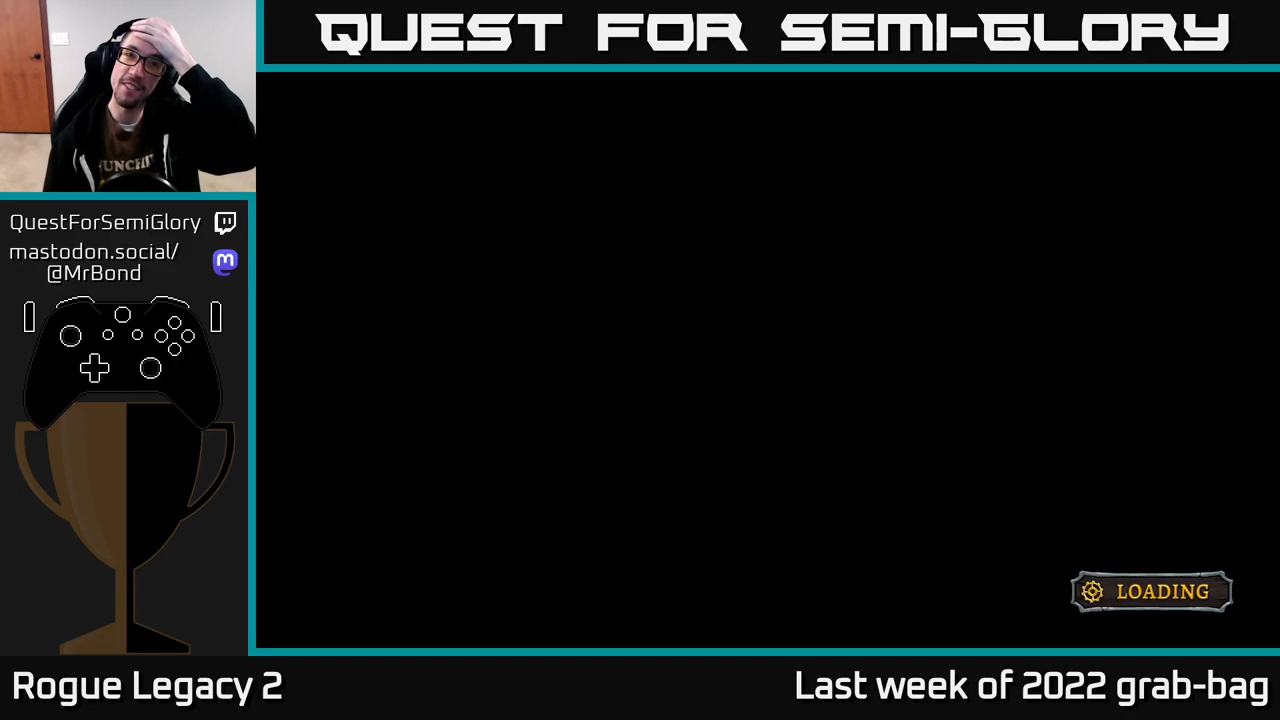 QUEST FOR SEMI-GLORY
QuestForSemiGlory
mastodon.social/
@MrBond
LOADING
Rogue Legacy 2
Last week of 2022 grab-bag